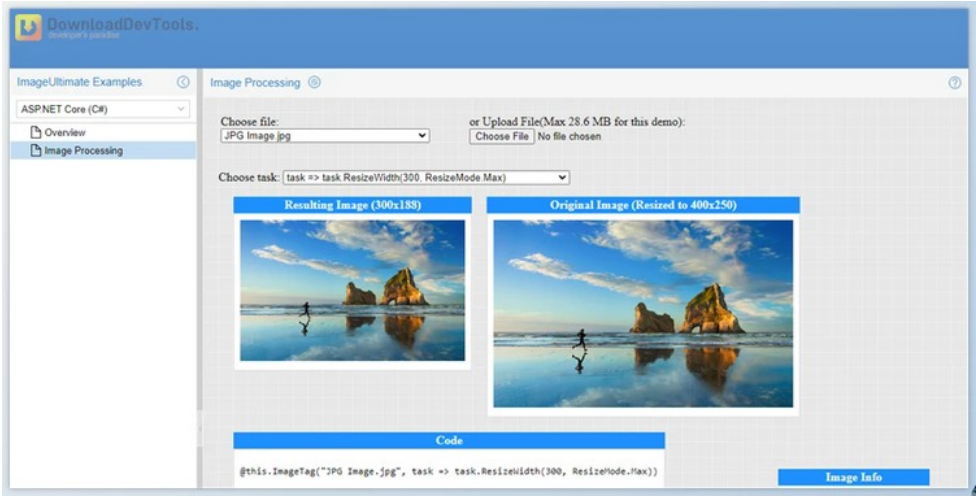 DownloadDevTools.
developer's paradise
ImageUltimate Examples
Image Processing
ASP.NET Core (C#)
Overview
Image Processing
Choose file:
or Upload File(Max 28.6 MB for this demo):
JPG Image.jpg
Choose File No file chosen
Choose task: task => task.ResizeWidth(300, ResizeMode.Max)
Resulting Image (300x188)
Original Image (Resized to 400x250)
Code
@this.ImageTag("JPG Image.jpg", task => task.ResizeWidth(300, ResizeMode.Max))
Image Info